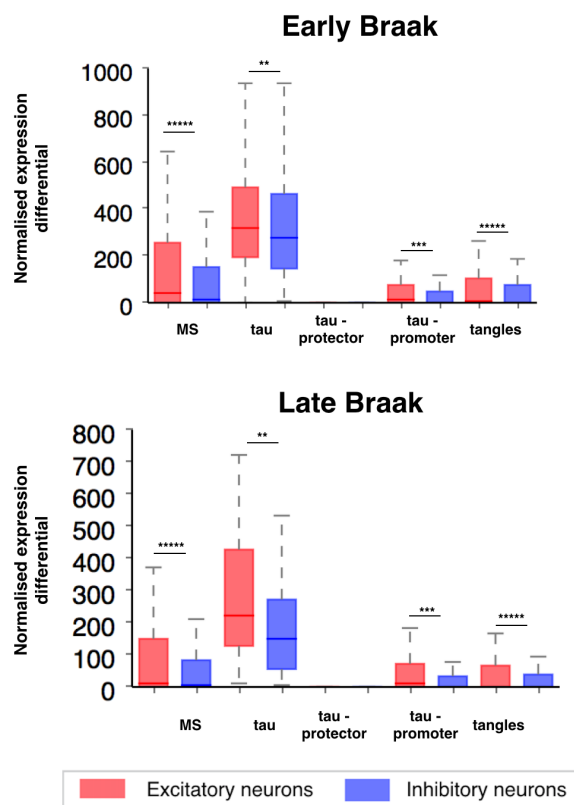 Early Braak
Normalised expression
differential
1000
800
600
400
200
0
*****
**
***
*****
MS
tau
tau -
protector
tau -
promoter
tangles
Late Braak
Normalised expression
differential
800
700
600
500
400
300
200
100
0
*****
**
***
*****
MS
tau
tau -
protector
tau -
promoter
tangles
Excitatory neurons
Inhibitory neurons